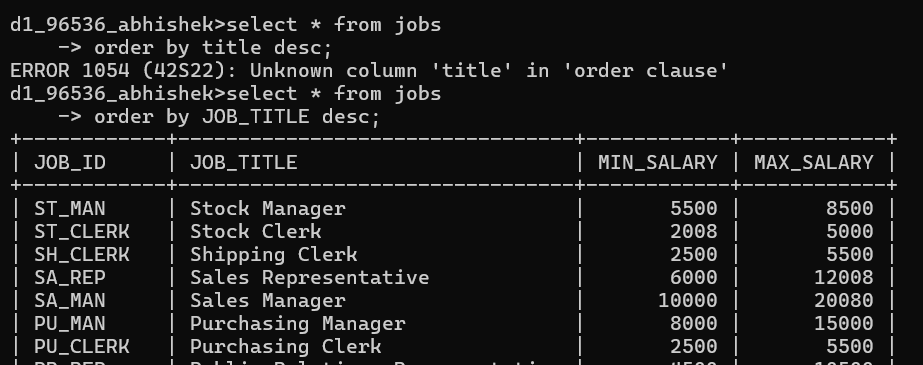 d1_96536_abhishek>select * from jobs
    -> order by title desc;
ERROR 1054 (42S22): Unknown column 'title' in 'order clause'
d1_96536_abhishek>select * from jobs
    -> order by JOB_TITLE desc;
+------------+---------------------------------+------------+------------+
| JOB_ID     | JOB_TITLE                       | MIN_SALARY | MAX_SALARY |
+------------+---------------------------------+------------+------------+
| ST_MAN     | Stock Manager                   |       5500 |       8500 |
| ST_CLERK   | Stock Clerk                     |       2008 |       5000 |
| SH_CLERK   | Shipping Clerk                  |       2500 |       5500 |
| SA_REP     | Sales Representative            |       6000 |      12008 |
| SA_MAN     | Sales Manager                   |      10000 |      20080 |
| PU_MAN     | Purchasing Manager              |       8000 |      15000 |
| PU_CLERK   | Purchasing Clerk                |       2500 |       5500 |